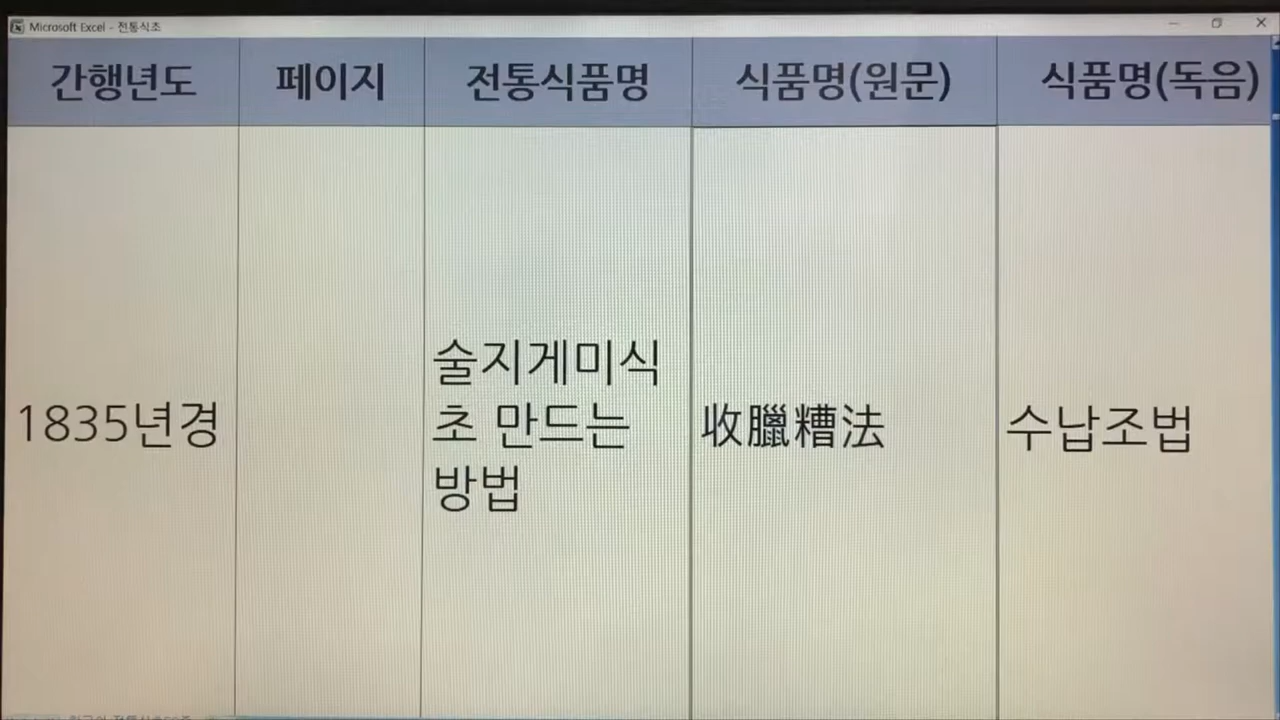 Microsoft Excel - 전통식초
간행년도 페이지 전통식품명 식품명(원문) 식품명(독음)
1835년경 술지게미식초 만드는 방법 收臘糟法 수납조법